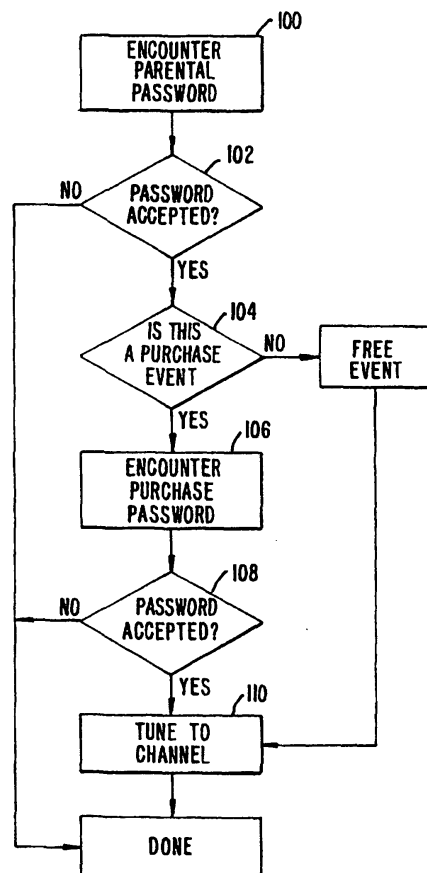 100
ENCOUNTER
PARENTAL
PASSWORD
102
NO
PASSWORD
ACCEPTED?
YES
104
IS THIS
A PURCHASE
EVENT
NO
FREE
EVENT
YES
106
ENCOUNTER
PURCHASE
PASSWORD
108
NO
PASSWORD
ACCEPTED?
YES
110
TUNE TO
CHANNEL
DONE